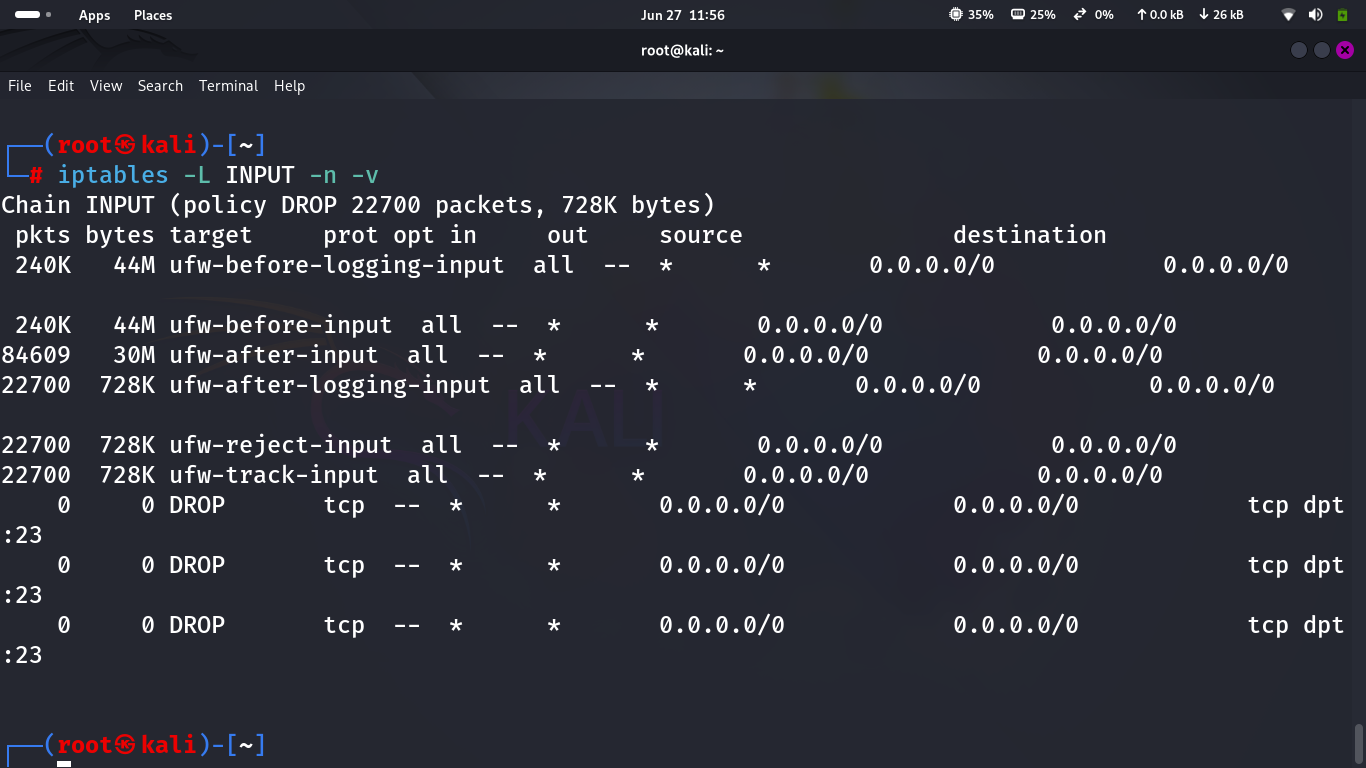 Apps Places Jun 27 11:56 35% 25% 0% 0.0 kB 26 kB
root@kali: ~
File Edit View Search Terminal Help
┌──(root㉿kali)-[~]
└─# iptables -L INPUT -n -v
Chain INPUT (policy DROP 22700 packets, 728K bytes)
 pkts bytes target     prot opt in     out     source               destination
 240K   44M ufw-before-logging-input  all  --  *      *       0.0.0.0/0            0.0.0.0/0
 240K   44M ufw-before-input  all  --  *      *       0.0.0.0/0            0.0.0.0/0
84609   30M ufw-after-input  all  --  *      *       0.0.0.0/0            0.0.0.0/0
22700  728K ufw-after-logging-input  all  --  *      *       0.0.0.0/0            0.0.0.0/0
22700  728K ufw-reject-input  all  --  *      *       0.0.0.0/0            0.0.0.0/0
22700  728K ufw-track-input  all  --  *      *       0.0.0.0/0            0.0.0.0/0
    0     0 DROP       tcp  --  *      *       0.0.0.0/0            0.0.0.0/0            tcp dpt
:23
    0     0 DROP       tcp  --  *      *       0.0.0.0/0            0.0.0.0/0            tcp dpt
:23
    0     0 DROP       tcp  --  *      *       0.0.0.0/0            0.0.0.0/0            tcp dpt
:23
KALI
┌──(root㉿kali)-[~]